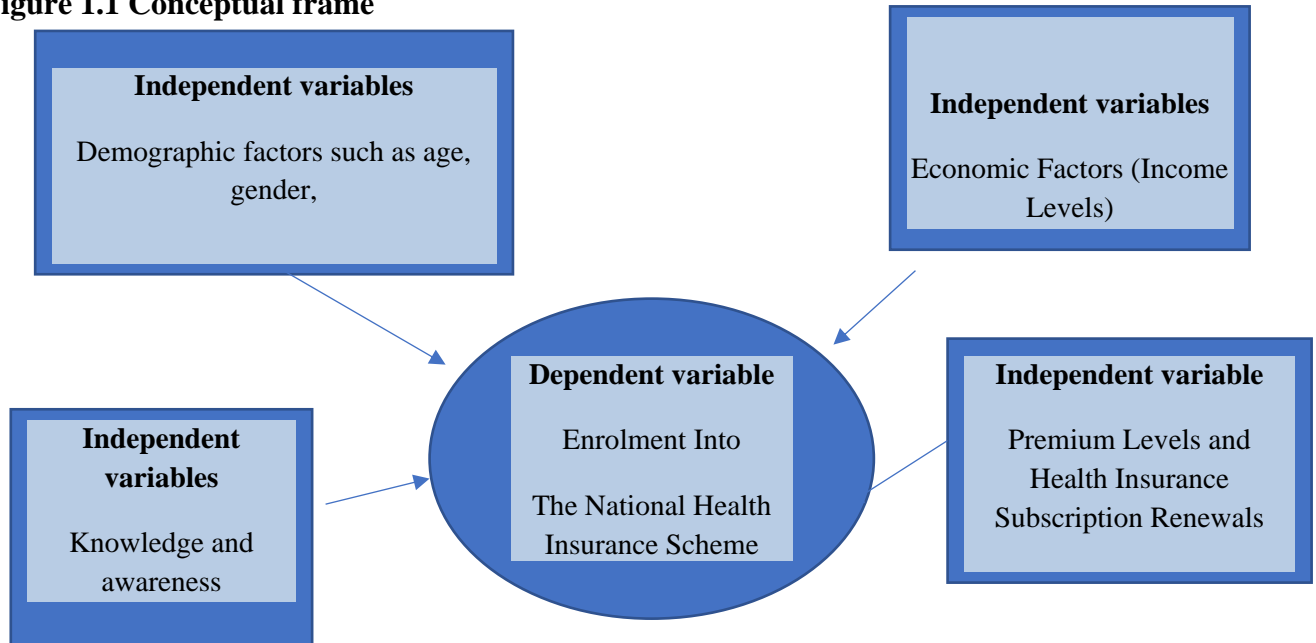 igure 1.1 Conceptual frame
Independent variables
Demographic factors such as age,
gender,
Independent variables
Economic Factors (Income
Levels)
Dependent variable
Enrolment Into
The National Health
Insurance Scheme
Independent variable
Premium Levels and
Health Insurance
Subscription Renewals
Independent
variables
Knowledge and
awareness